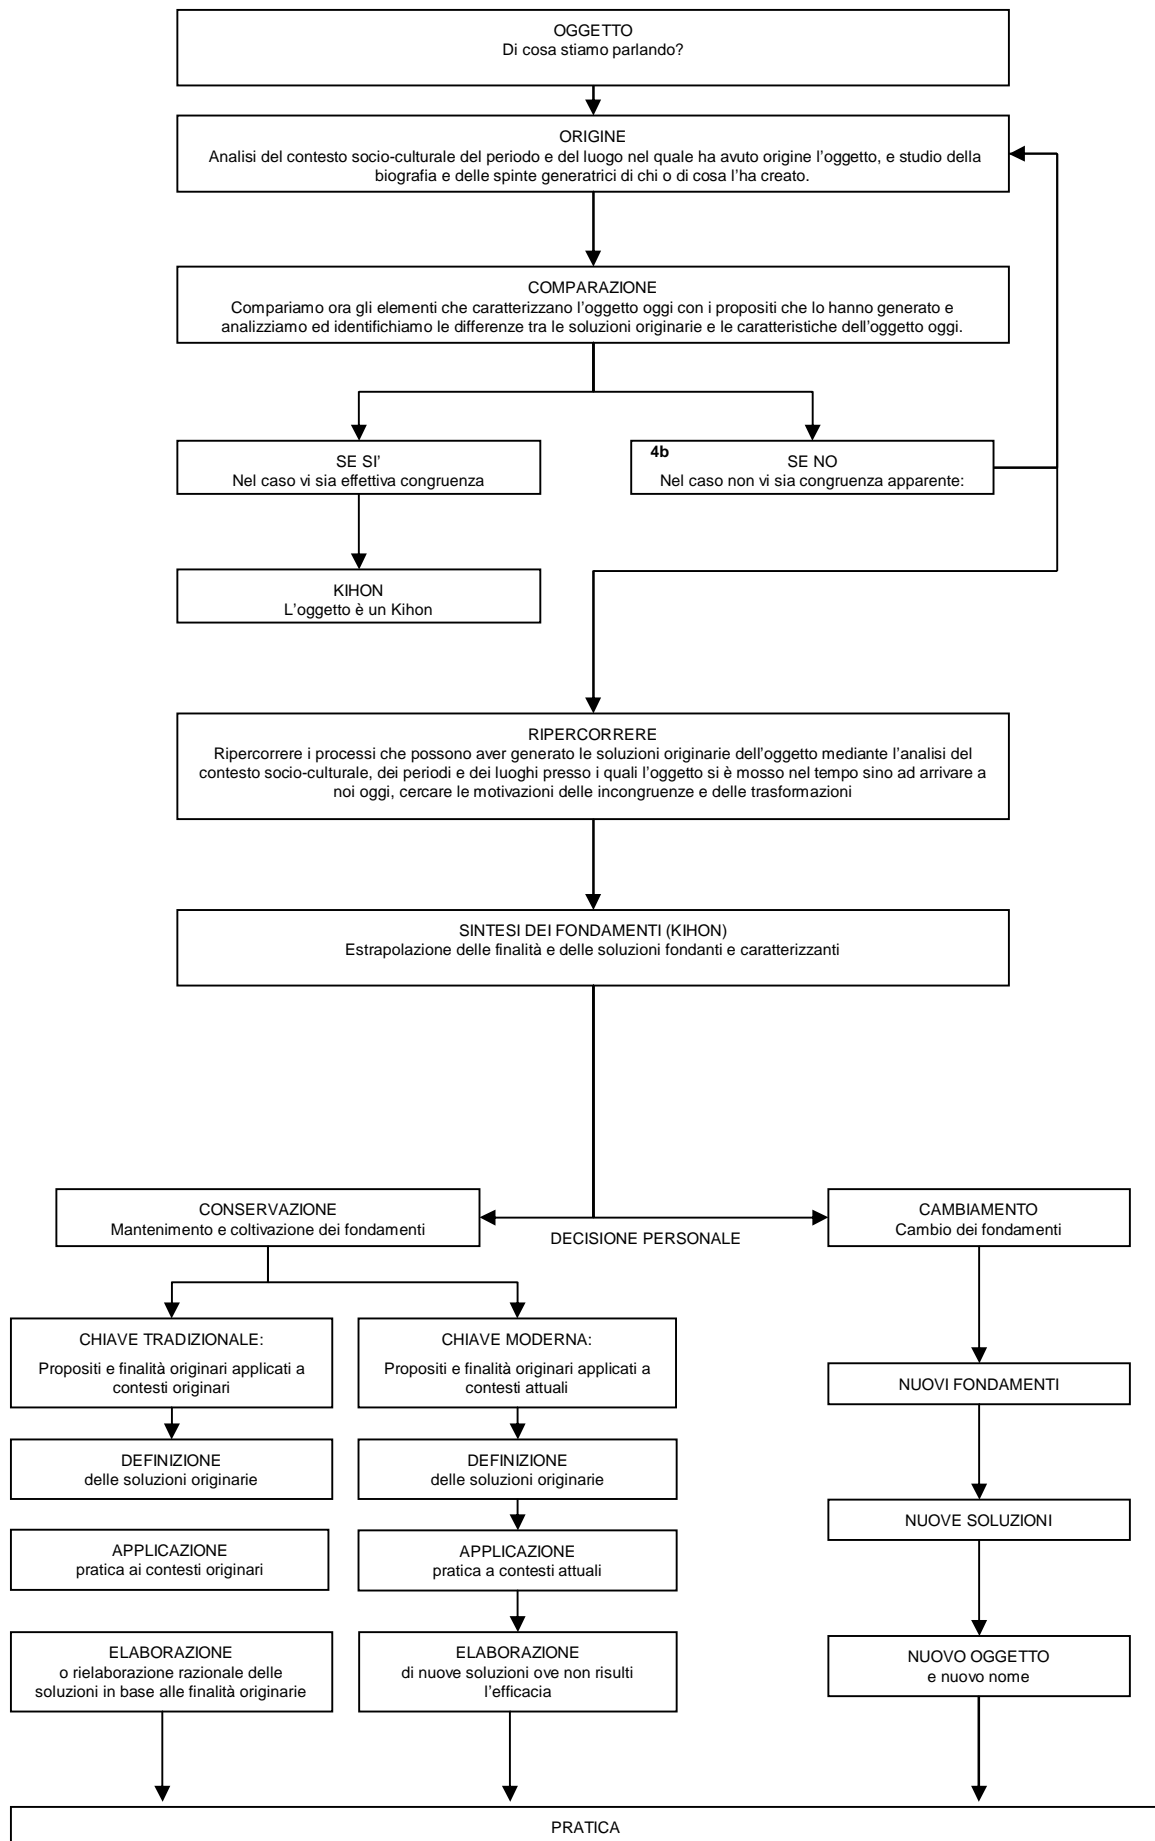 OGGETTO
Di cosa stiamo parlando?
ORIGINE
Analisi del contesto socio-culturale del periodo e del luogo nel quale ha avuto origine l'oggetto, e studio della
biografia e delle spinte generatrici di chi o di cosa l'ha creato.
COMPARAZIONE
Compariamo ora gli elementi che caratterizzano l'oggetto oggi con i propositi che lo hanno generato e
analizziamo ed identifichiamo le differenze tra le soluzioni originarie e le caratteristiche dell'oggetto oggi.
SE SI'
Nel caso vi sia effettiva congruenza
4b
SE NO
Nel caso non vi sia congruenza apparente:
KIHON
L'oggetto è un Kihon
RIPERCORRERE
Ripercorrere i processi che possono aver generato le soluzioni originarie dell'oggetto mediante l'analisi del
contesto socio-culturale, dei periodi e dei luoghi presso i quali l'oggetto si è mosso nel tempo sino ad arrivare a
noi oggi, cercare le motivazioni delle incongruenze e delle trasformazioni
SINTESI DEI FONDAMENTI (KIHON)
Estrapolazione delle finalità e delle soluzioni fondanti e caratterizzanti
CONSERVAZIONE
Mantenimento e coltivazione dei fondamenti
DECISIONE PERSONALE
CAMBIAMENTO
Cambio dei fondamenti
CHIAVE TRADIZIONALE:
Propositi e finalità originari applicati a
contesti originari
CHIAVE MODERNA:
Propositi e finalità originari applicati a
contesti attuali
NUOVI FONDAMENTI
DEFINIZIONE
delle soluzioni originarie
DEFINIZIONE
delle soluzioni originarie
NUOVE SOLUZIONI
APPLICAZIONE
pratica ai contesti originari
APPLICAZIONE
pratica a contesti attuali
ELABORAZIONE
o rielaborazione razionale delle
soluzioni in base alle finalità originarie
ELABORAZIONE
di nuove soluzioni ove non risulti
l'efficacia
NUOVO OGGETTO
e nuovo nome
PRATICA